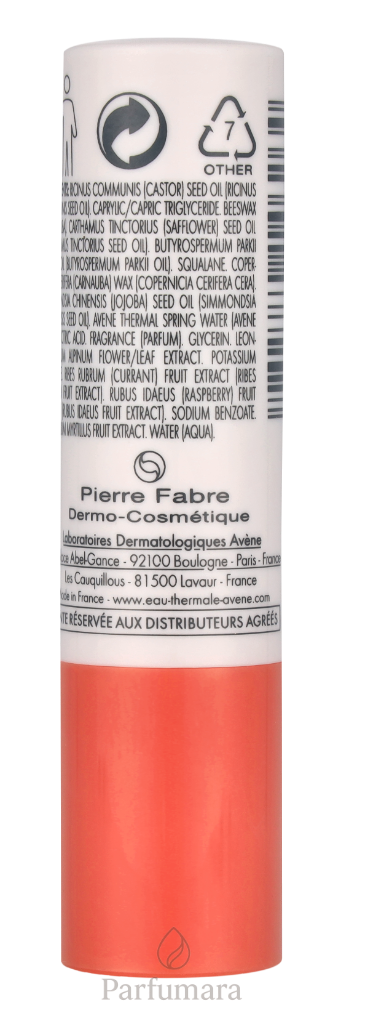 7
OTHER
RICINUS COMMUNIS (CASTOR) SEED OIL (RICINUS
SEED OIL). CAPRYLIC/CAPRIC TRIGLYCERIDE. BEESWAX
CARTHAMUS TINCTORIUS (SAFFLOWER) SEED OIL
TINCTORIUS SEED OIL). BUTYROSPERMUM PARKII
(BUTYROSPERMUM PARKII OIL). SQUALANE. COPER-
(CARNAUBA) WAX (COPERNICIA CERIFERA CERA).
CHINENSIS (JOJOBA) SEED OIL (SIMMONDSIA
SEED OIL). AVENE THERMAL SPRING WATER (AVENE
ACID. FRAGRANCE (PARFUM). GLYCERIN. LEON-
ALPINUM FLOWER/LEAF EXTRACT. POTASSIUM
RIBES RUBRUM (CURRANT) FRUIT EXTRACT (RIBES
FRUIT EXTRACT). RUBUS IDAEUS (RASPBERRY) FRUIT
IDAEUS FRUIT EXTRACT). SODIUM BENZOATE.
MYRTILLUS FRUIT EXTRACT. WATER (AQUA).
Pierre Fabre
Dermo-Cosmétique
Laboratoires Dermatologiques Avène
Abel-Gance - 92100 Boulogne - Paris - France
Les Cauquillous - 81500 Lavaur - France
in France - www.eau-thermale-avene.com
RÉSERVÉE AUX DISTRIBUTEURS AGRÉÉS
Parfumara